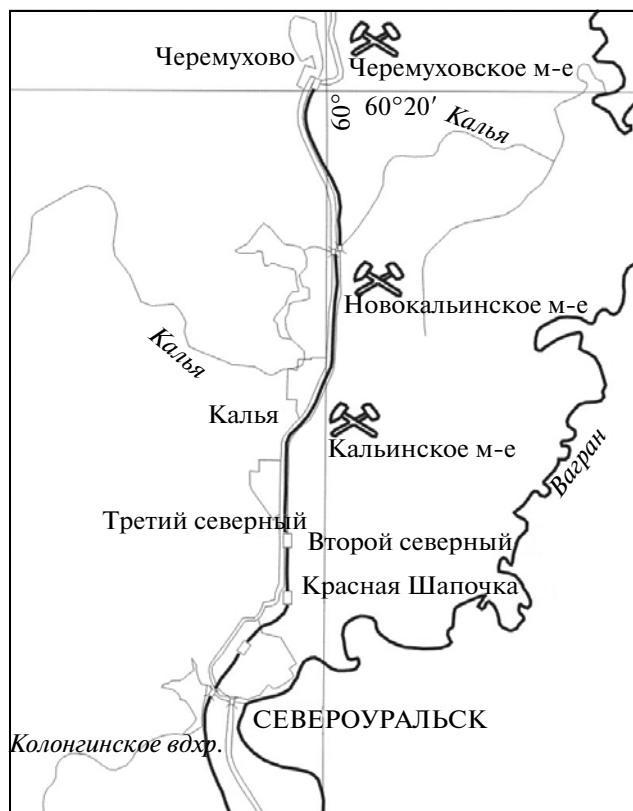 Черемухово
Черемуховское м-е
60°
60°20′
Калья
Новокальинское м-е
Калья
Калья
Кальинское м-е
Вагран
Третий северный
Второй северный
Красная Шапочка
СЕВЕРОУРАЛЬСК
Колонгинское вдхр.